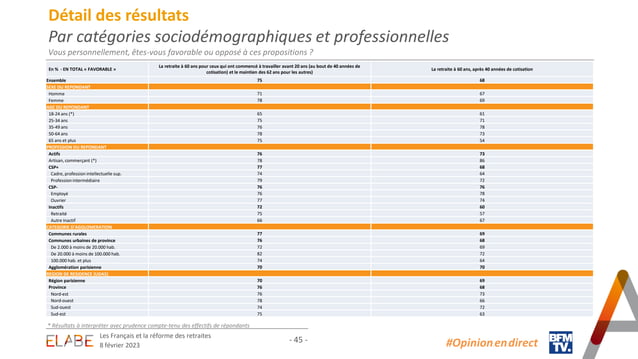 Détail des résultats
Par catégories sociodémographiques et professionnelles
Vous personnellement, êtes-vous favorable ou opposé à ces propositions ?
En % - EN TOTAL « FAVORABLE »
La retraite à 60 ans pour ceux qui ont commencé à travailler avant 20 ans (au bout de 40 années de
cotisation) et le maintien des 62 ans pour les autres)
La retraite à 60 ans, après 40 années de cotisation
Ensemble 75 68
SEXE DU REPONDANT
Homme 71 67
Femme 78 69
AGE DU REPONDANT
18-24 ans (*) 65 61
25-34 ans 75 71
35-49 ans 76 78
50-64 ans 78 73
65 ans et plus 75 54
PROFESSION DU REPONDANT
Actifs 76 73
Artisan, commerçant (*) 78 86
CSP+ 77 68
Cadre, profession intellectuelle sup. 74 64
Profession intermédiaire 79 72
CSP- 76 76
Employé 76 78
Ouvrier 77 74
Inactifs 72 60
Retraité 75 57
Autre inactif 66 67
CATEGORIE D'AGGLOMERATION
Communes rurales 77 69
Communes urbaines de province 76 68
De 2.000 à moins de 20.000 hab. 72 69
De 20.000 à moins de 100.000 hab. 82 72
100.000 hab. et plus 74 64
Agglomération parisienne 70 70
REGION DE RESIDENCE (UDA5)
Région parisienne 70 69
Province 76 68
Nord-est 76 73
Nord-ouest 78 66
Sud-ouest 74 72
Sud-est 75 63
* Résultats à interpréter avec prudence compte tenu des effectifs de répondants
ELABE
Les Français et la réforme des retraites
8 février 2023
- 45 -
#Opinion en direct
BFM
TV.